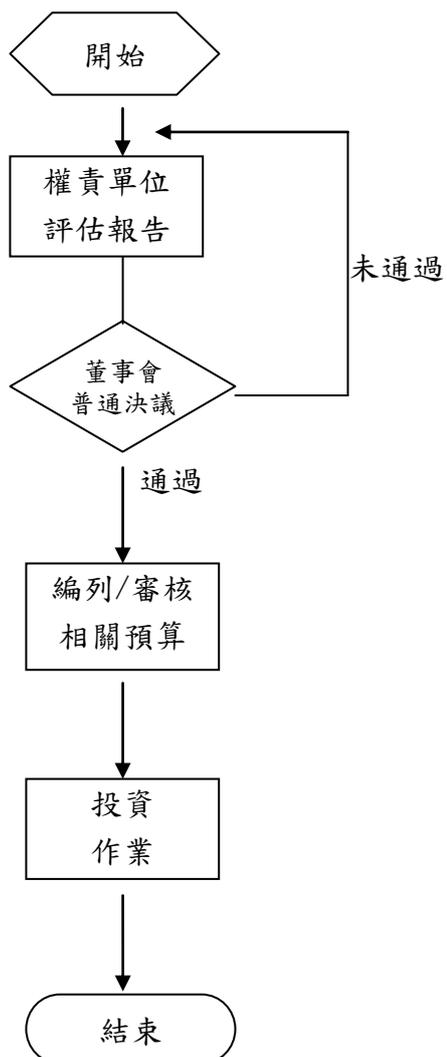 開始
權責單位
評估報告
未通過
董事會
普通決議
通過
編列/審核
相關預算
投資
作業
結束